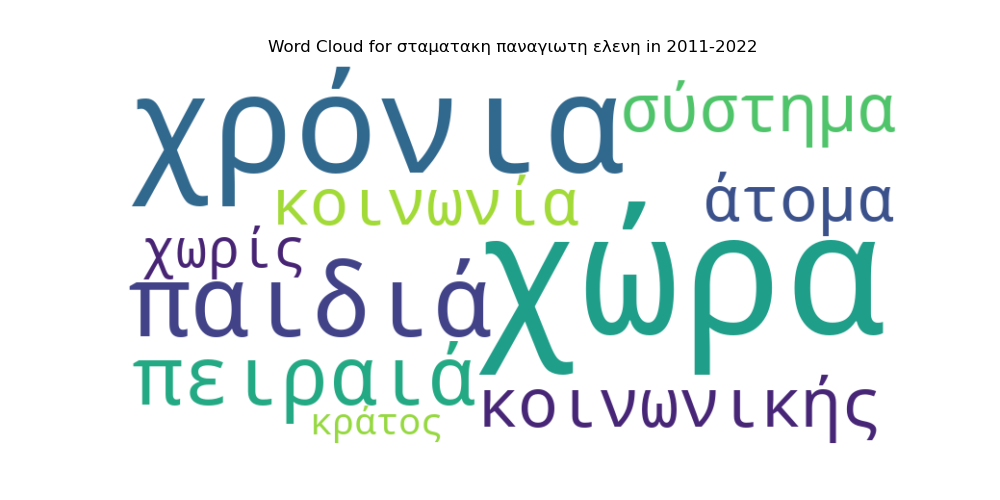 Word Cloud for σταματακη παναγιωτη ελενη in 2011-2022
χρόνια
σύστημα
κοινωνία
άτομα
χωρίς
χώρα
παιδιά
πειραιά
κοινωνικής
κράτος